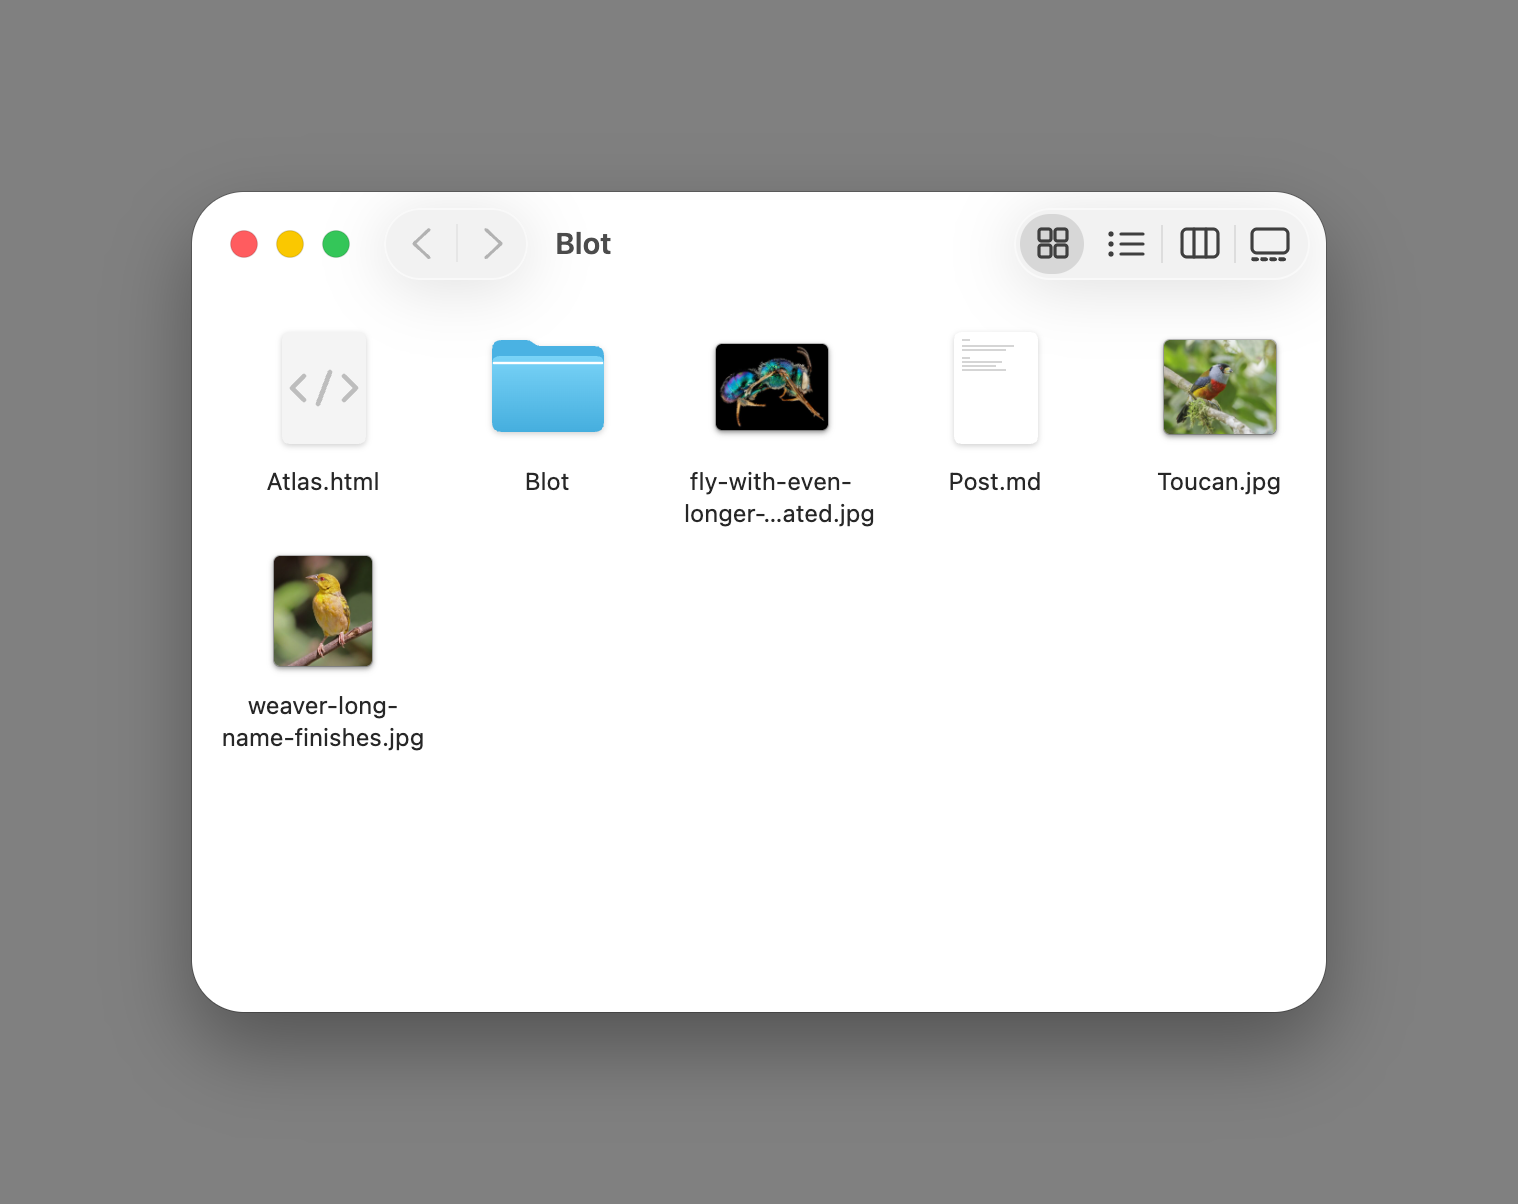 Blot
Atlas.html
Blot
fly-with-even-
longer-...ated.jpg
Post.md
Toucan.jpg
weaver-long-
name-finishes.jpg